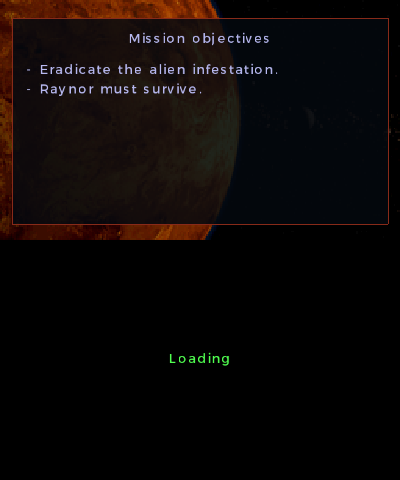 Mission objectives
- Eradicate the alien infestation.
- Raynor must survive.
Loading